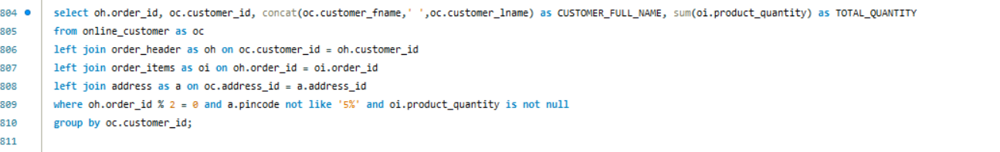 804 select oh.order_id, oc.customer_id, concat(oc.customer_fname,' ',oc.customer_lname) as CUSTOMER_FULL_NAME, sum(oi.product_quantity) as TOTAL_QUANTITY
805 from online_customer as oc
806 left join order_header as oh on oc.customer_id = oh.customer_id
807 left join order_items as oi on oh.order_id = oi.order_id
808 left join address as a on oc.address_id = a.address_id
809 where oh.order_id % 2 = 0 and a.pincode not like '5%' and oi.product_quantity is not null
810 group by oc.customer_id;
811